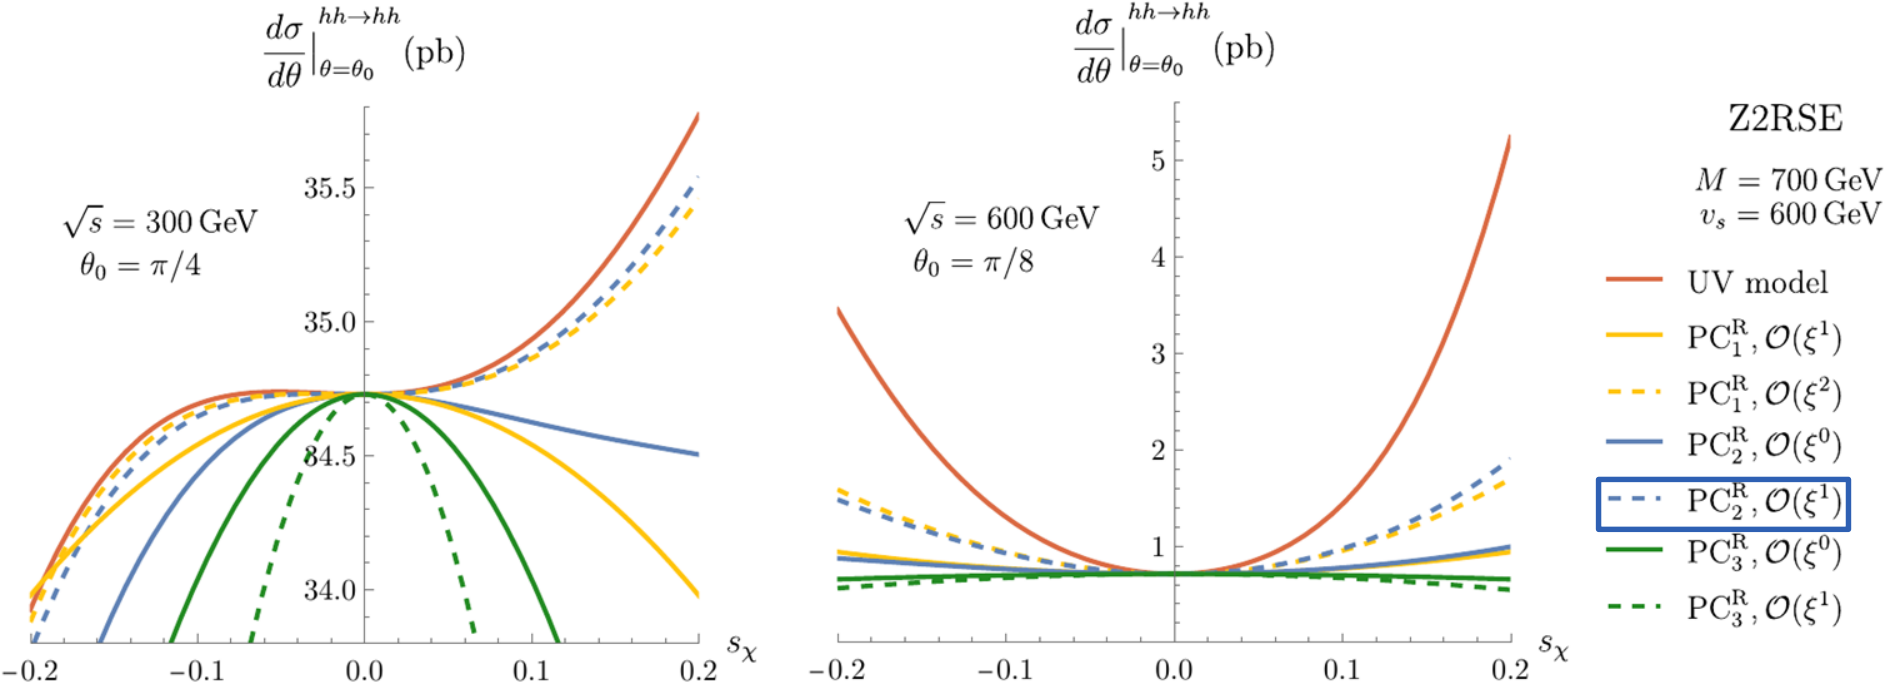 dσ/dθ|θ=θ₀ hh→hh (pb)
√s = 300 GeV
θ₀ = π/4
35.5
35.0
34.5
34.0
−0.2 −0.1 0.0 0.1 0.2 sχ
dσ/dθ|θ=θ₀ hh→hh (pb)
√s = 600 GeV
θ₀ = π/8
5
4
3
2
1
−0.2 −0.1 0.0 0.1 0.2 sχ
Z2RSE
M = 700 GeV
vₛ = 600 GeV
UV model
PC₁ᴿ, 𝒪(ξ¹)
PC₁ᴿ, 𝒪(ξ²)
PC₂ᴿ, 𝒪(ξ⁰)
PC₂ᴿ, 𝒪(ξ¹)
PC₃ᴿ, 𝒪(ξ⁰)
PC₃ᴿ, 𝒪(ξ¹)